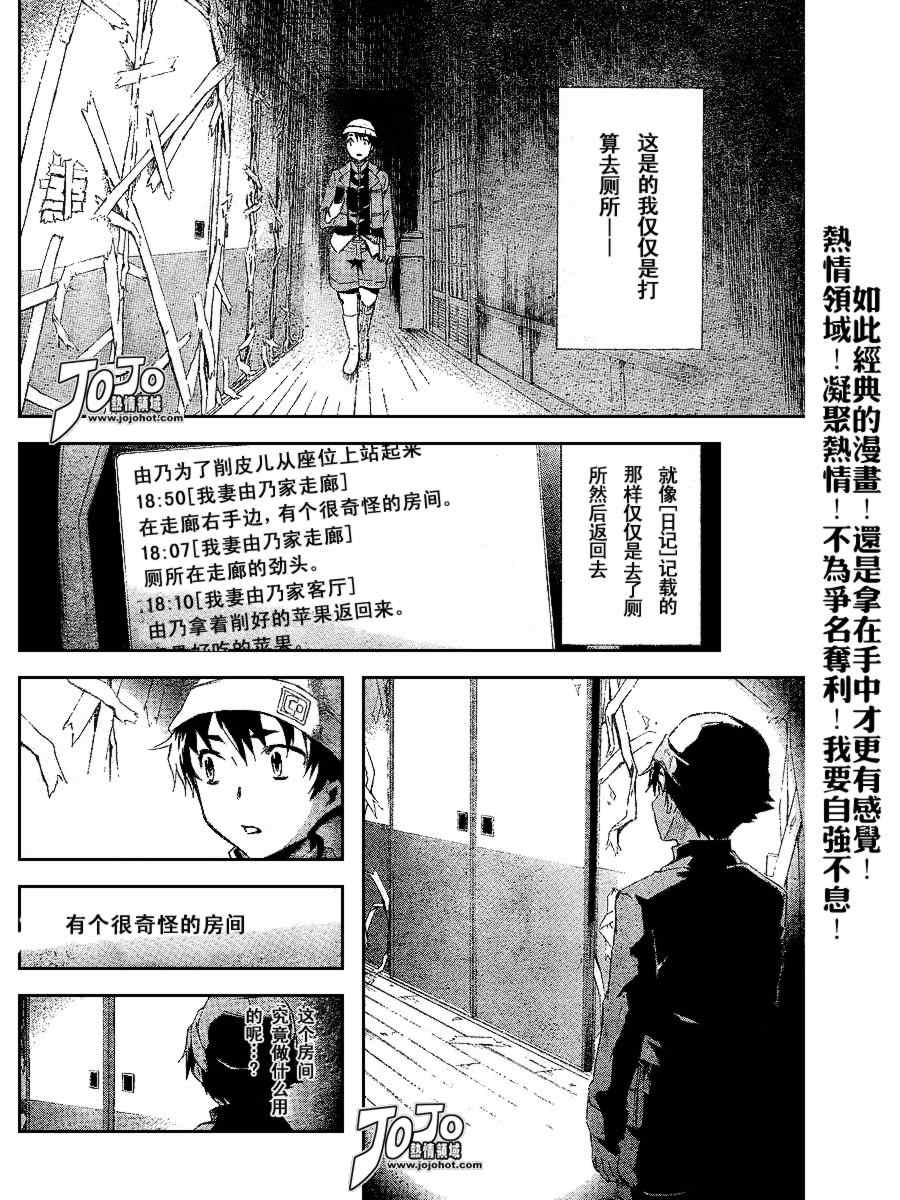 这是的我仅仅是打
算去厕所——
JOJO
熱情領域
www.jojohot.com
就像[日记]记载的
那样仅仅是去了厕
所然后返回去
由乃为了削皮儿从座位上站起来
18:50[我妻由乃家走廊]
在走廊右手边,有个很奇怪的房间。
18:07[我妻由乃家走廊]
厕所在走廊的劲头。
18:10[我妻由乃家客厅]
由乃拿着削好的苹果返回来。
好吃的苹果。
有个很奇怪的房间
这个房间
究竟做什么用
的呢…?
JOJO
熱情領域
www.jojohot.com
如此經典的漫畫!還是拿在手中才更有感覺!
熱情領域!凝聚熱情!不為爭名奪利!我要自強不息!